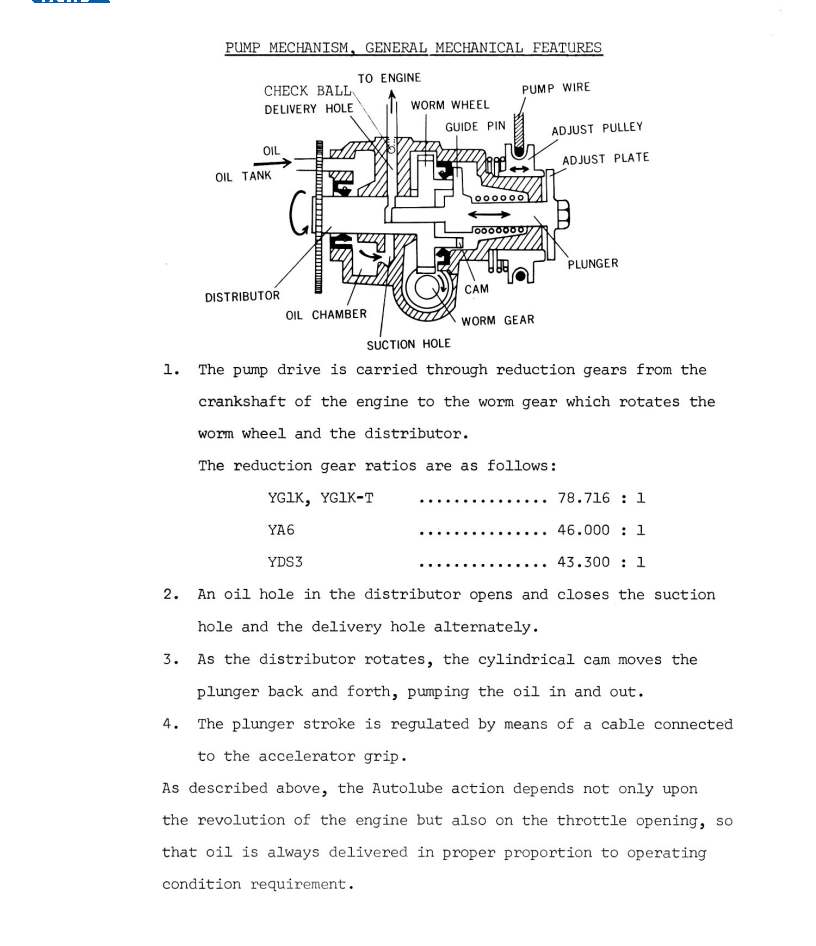 PUMP MECHANISM, GENERAL MECHANICAL FEATURES
TO ENGINE
CHECK BALL
DELIVERY HOLE
WORM WHEEL
PUMP WIRE
GUIDE PIN
ADJUST PULLEY
OIL
ADJUST PLATE
OIL TANK
PLUNGER
CAM
DISTRIBUTOR
OIL CHAMBER
WORM GEAR
SUCTION HOLE
1. The pump drive is carried through reduction gears from the
crankshaft of the engine to the worm gear which rotates the
worm wheel and the distributor.
The reduction gear ratios are as follows:
YG1K, YG1K-T ............... 78.716 : 1
YA6 ............... 46.000 : 1
YDS3 ............... 43.300 : 1
2. An oil hole in the distributor opens and closes the suction
hole and the delivery hole alternately.
3. As the distributor rotates, the cylindrical cam moves the
plunger back and forth, pumping the oil in and out.
4. The plunger stroke is regulated by means of a cable connected
to the accelerator grip.
As described above, the Autolube action depends not only upon
the revolution of the engine but also on the throttle opening, so
that oil is always delivered in proper proportion to operating
condition requirement.